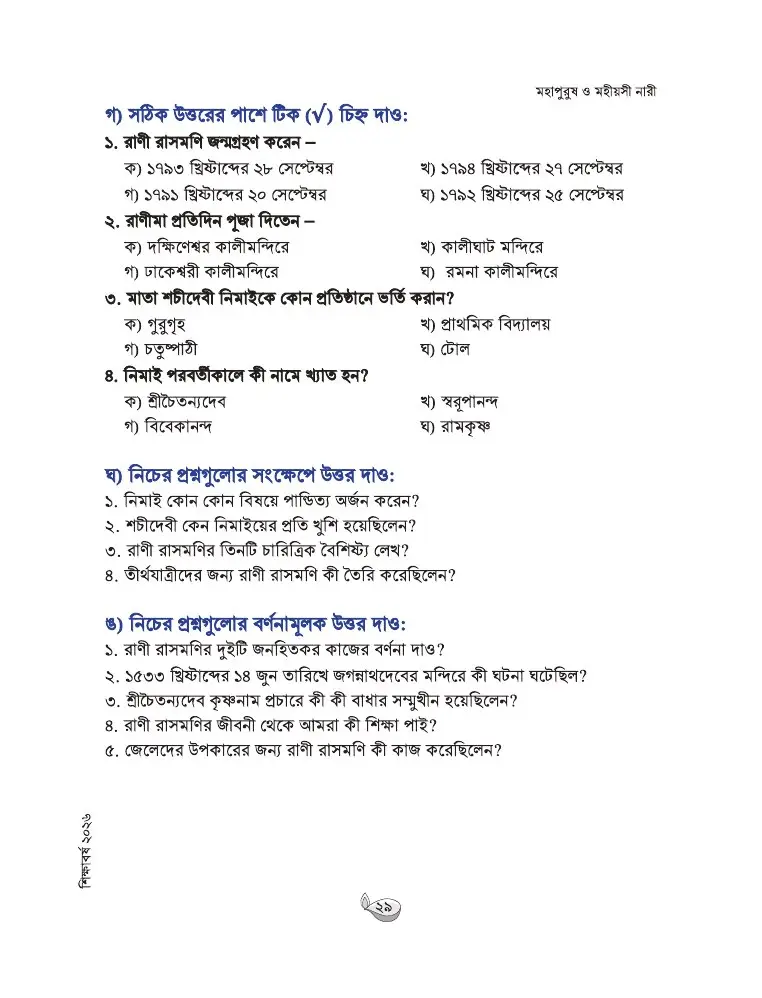 মহাপুরুষ ও মহীয়সী নারী
গ) সঠিক উত্তরের পাশে টিক (√) চিহ্ন দাও:
১. রাণী রাসমণি জন্মগ্রহণ করেন –
ক) ১৭৯৩ খ্রিষ্টাব্দের ২৮ সেপ্টেম্বর খ) ১৭৯৪ খ্রিষ্টাব্দের ২৭ সেপ্টেম্বর
গ) ১৭৯১ খ্রিষ্টাব্দের ২০ সেপ্টেম্বর ঘ) ১৭৯২ খ্রিষ্টাব্দের ২৫ সেপ্টেম্বর
২. রাণীমা প্রতিদিন পূজা দিতেন –
ক) দক্ষিণেশ্বর কালীমন্দিরে খ) কালীঘাট মন্দিরে
গ) ঢাকেশ্বরী কালীমন্দিরে ঘ) রমনা কালীমন্দিরে
৩. মাতা শচীদেবী নিমাইকে কোন প্রতিষ্ঠানে ভর্তি করান?
ক) গুরুগৃহ খ) প্রাথমিক বিদ্যালয়
গ) চতুষ্পাঠী ঘ) টোল
৪. নিমাই পরবর্তীকালে কী নামে খ্যাত হন?
ক) শ্রীচৈতন্যদেব খ) স্বরূপানন্দ
গ) বিবেকানন্দ ঘ) রামকৃষ্ণ
ঘ) নিচের প্রশ্নগুলোর সংক্ষেপে উত্তর দাও:
১. নিমাই কোন কোন বিষয়ে পান্ডিত্য অর্জন করেন?
২. শচীদেবী কেন নিমাইয়ের প্রতি খুশি হয়েছিলেন?
৩. রাণী রাসমণির তিনটি চারিত্রিক বৈশিষ্ট্য লেখ?
৪. তীর্থযাত্রীদের জন্য রাণী রাসমণি কী তৈরি করেছিলেন?
ঙ) নিচের প্রশ্নগুলোর বর্ণনামূলক উত্তর দাও:
১. রাণী রাসমণির দুইটি জনহিতকর কাজের বর্ণনা দাও?
২. ১৫৩৩ খ্রিষ্টাব্দের ১৪ জুন তারিখে জগন্নাথদেবের মন্দিরে কী ঘটনা ঘটেছিল?
৩. শ্রীচৈতন্যদেব কৃষ্ণনাম প্রচারে কী কী বাধার সম্মুখীন হয়েছিলেন?
৪. রাণী রাসমণির জীবনী থেকে আমরা কী শিক্ষা পাই?
৫. জেলেদের উপকারের জন্য রাণী রাসমণি কী কাজ করেছিলেন?
শিক্ষাবর্ষ ২০২৬
২৯